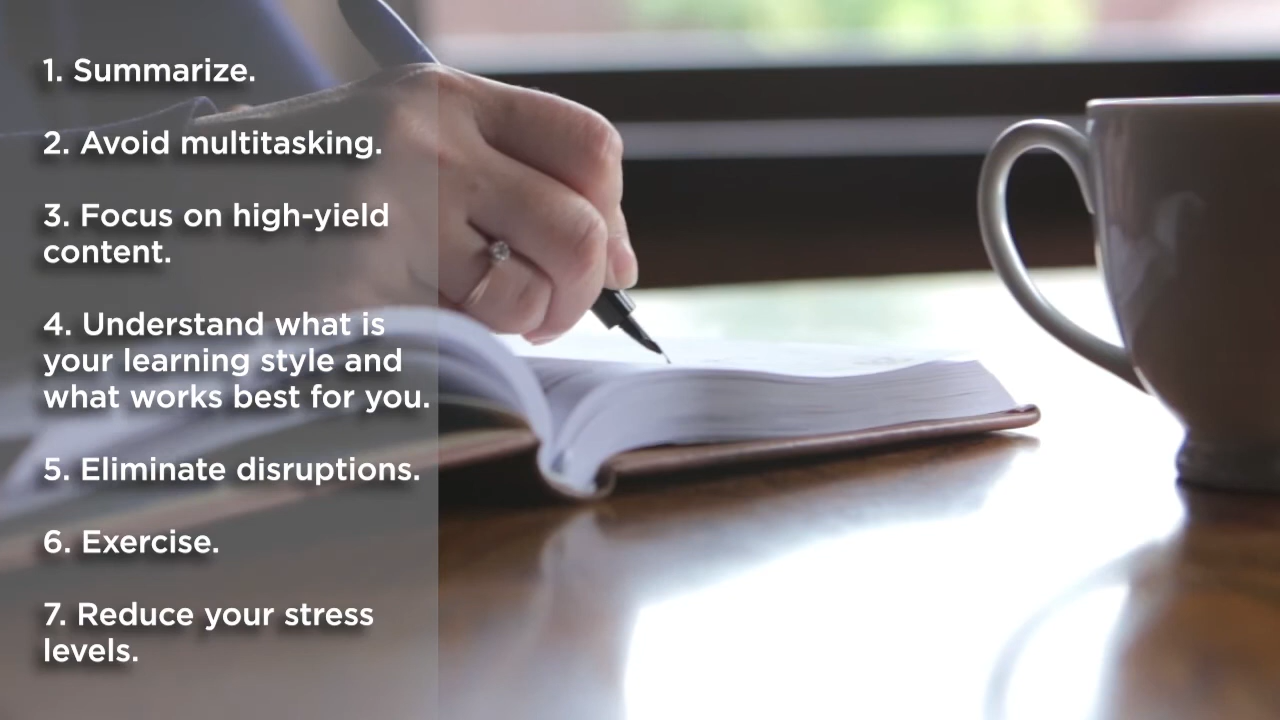 1. Summarize.
2. Avoid multitasking.
3. Focus on high-yield
content.
4. Understand what is
your learning style and
what works best for you.
5. Eliminate disruptions.
6. Exercise.
7. Reduce your stress
levels.